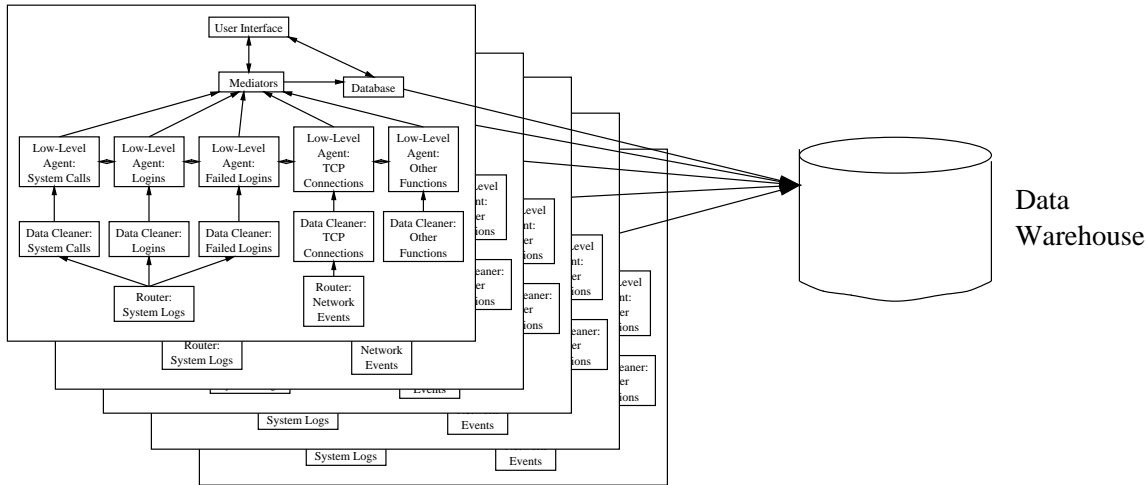 User Interface
Mediators
Database
Low-Level
Agent:
System Calls
Low-Level
Agent:
Logins
Low-Level
Agent:
Failed Logins
Low-Level
Agent:
TCP
Connections
Low-Level
Agent:
Other
Functions
Data Cleaner:
System Calls
Data Cleaner:
Logins
Data Cleaner:
Failed Logins
Data Cleaner:
TCP
Connections
Data Cleaner:
Other
Functions
Router:
System Logs
Router:
Network
Events
Router:
System Logs
Network
Events
System Logs
Events
System Logs
Events
Data
Warehouse